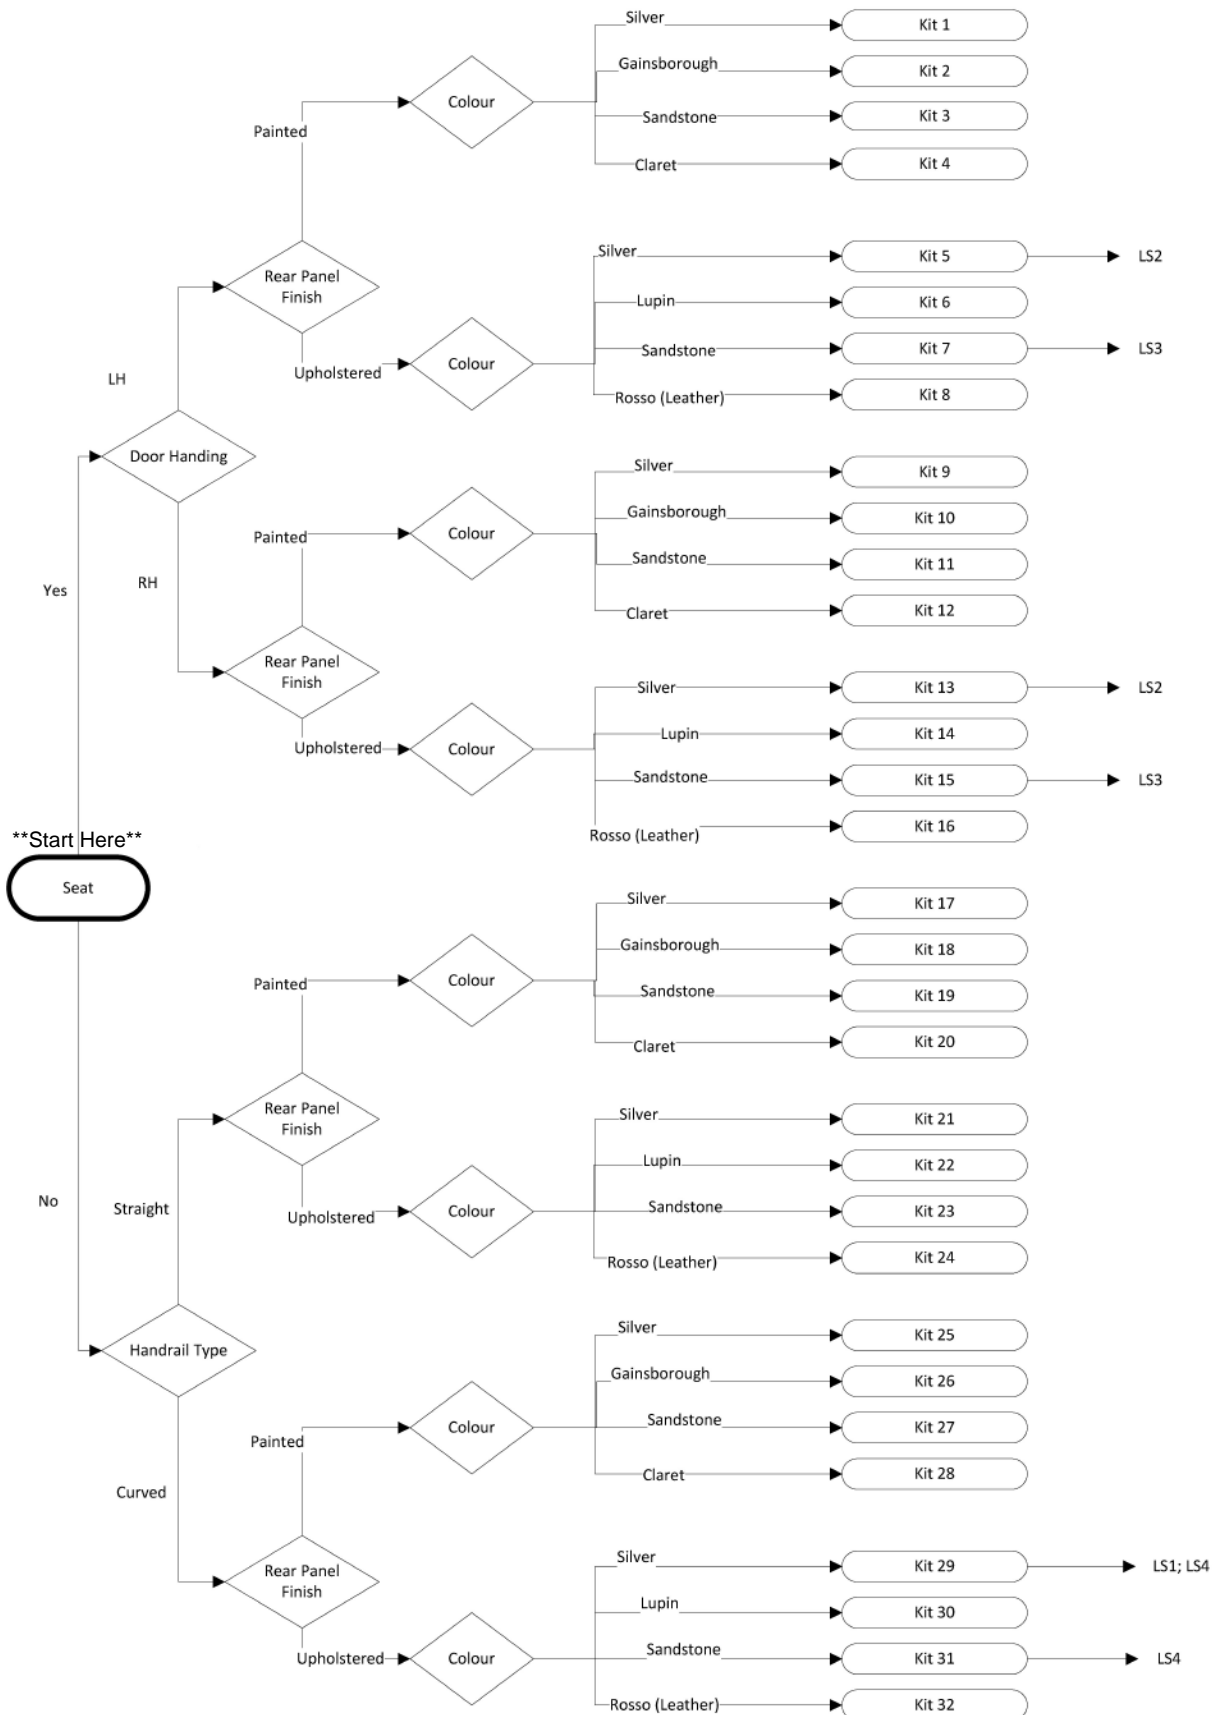 Silver
Kit 1
Gainsborough
Kit 2
Colour
Painted
Sandstone
Kit 3
Claret
Kit 4
Silver
Kit 5
LS2
Rear Panel
Finish
Lupin
Kit 6
Sandstone
Kit 7
LS3
Upholstered
Colour
LH
Rosso (Leather)
Kit 8
Door Handing
Silver
Kit 9
Gainsborough
Kit 10
Painted
Colour
Sandstone
Kit 11
Yes
RH
Claret
Kit 12
Rear Panel
Finish
Silver
Kit 13
LS2
Lupin
Kit 14
Upholstered
Colour
Sandstone
Kit 15
LS3
Rosso (Leather)
Kit 16
**Start Here**
Seat
Silver
Kit 17
Gainsborough
Kit 18
Painted
Colour
Sandstone
Kit 19
Claret
Kit 20
Rear Panel
Finish
Silver
Kit 21
Lupin
Kit 22
No
Straight
Upholstered
Colour
Sandstone
Kit 23
Rosso (Leather)
Kit 24
Handrail Type
Silver
Kit 25
Gainsborough
Kit 26
Painted
Colour
Sandstone
Kit 27
Claret
Kit 28
Curved
Rear Panel
Finish
Silver
Kit 29
LS1; LS4
Lupin
Kit 30
Upholstered
Colour
Sandstone
Kit 31
LS4
Rosso (Leather)
Kit 32